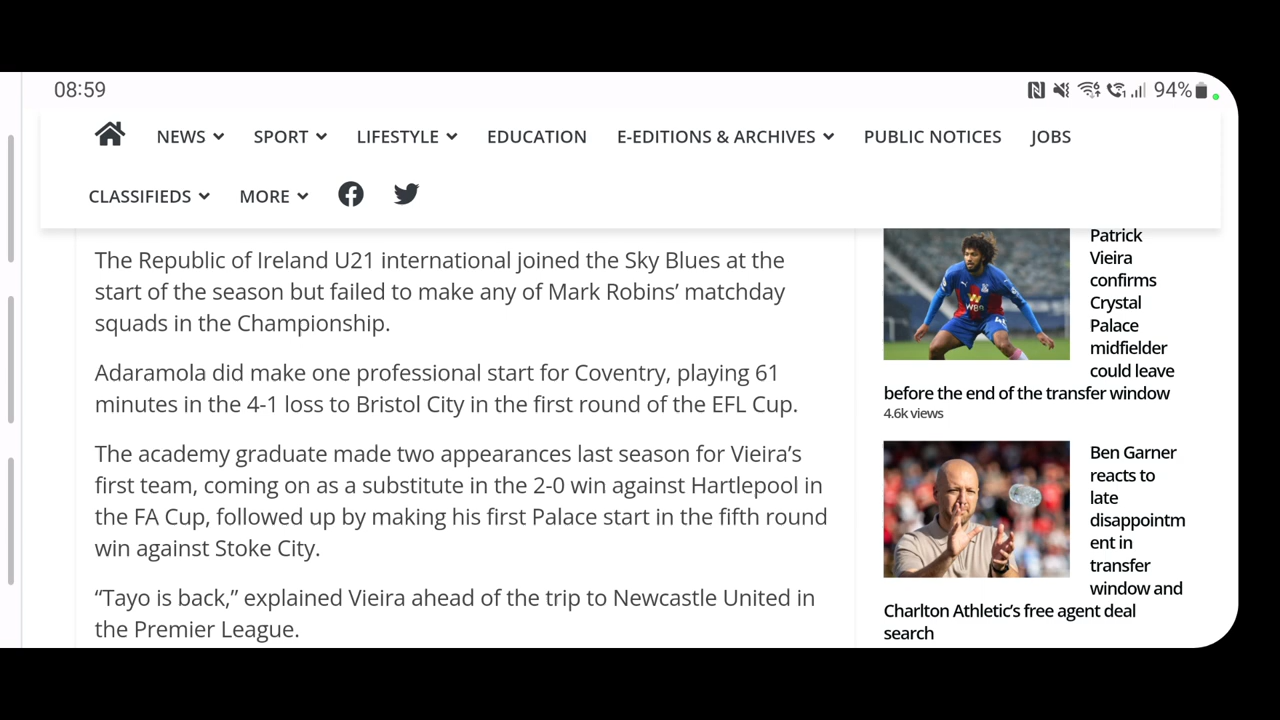 08:59
94%
NEWS SPORT LIFESTYLE EDUCATION E-EDITIONS & ARCHIVES PUBLIC NOTICES JOBS
CLASSIFIEDS MORE
The Republic of Ireland U21 international joined the Sky Blues at the
start of the season but failed to make any of Mark Robins’ matchday
squads in the Championship.
Adaramola did make one professional start for Coventry, playing 61
minutes in the 4-1 loss to Bristol City in the first round of the EFL Cup.
The academy graduate made two appearances last season for Vieira’s
first team, coming on as a substitute in the 2-0 win against Hartlepool in
the FA Cup, followed up by making his first Palace start in the fifth round
win against Stoke City.
“Tayo is back,” explained Vieira ahead of the trip to Newcastle United in
the Premier League.
Patrick
Vieira
confirms
Crystal
Palace
midfielder
could leave
before the end of the transfer window
4.6k views
Ben Garner
reacts to
late
disappointm
ent in
transfer
window and
Charlton Athletic’s free agent deal
search